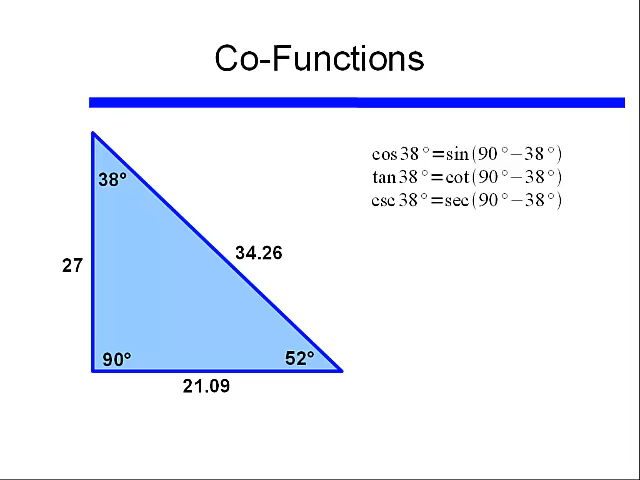 Co-Functions
cos 38°=sin(90°−38°)
tan 38°=cot(90°−38°)
csc 38°=sec(90°−38°)
38°
34.26
27
90°
52°
21.09